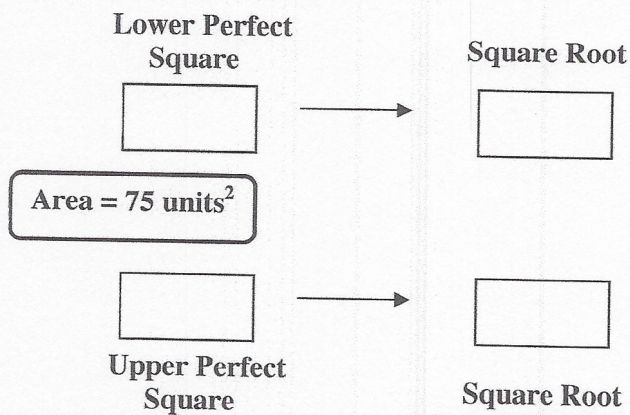 Lower Perfect
Square
Square Root
Area = 75 units²
Upper Perfect
Square
Square Root